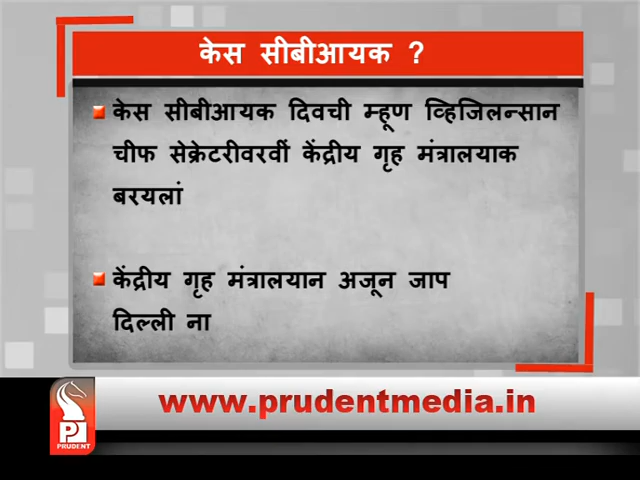 केस सीबीआयक ?
केस सीबीआयक दिवची म्हूण व्हिजिलन्सान
चीफ सेक्रेटरीवरवीं केंद्रीय गृह मंत्रालयाक
बरयलां
केंद्रीय गृह मंत्रालयान अजून जाप
दिल्ली ना
www.prudentmedia.in
PRUDENT